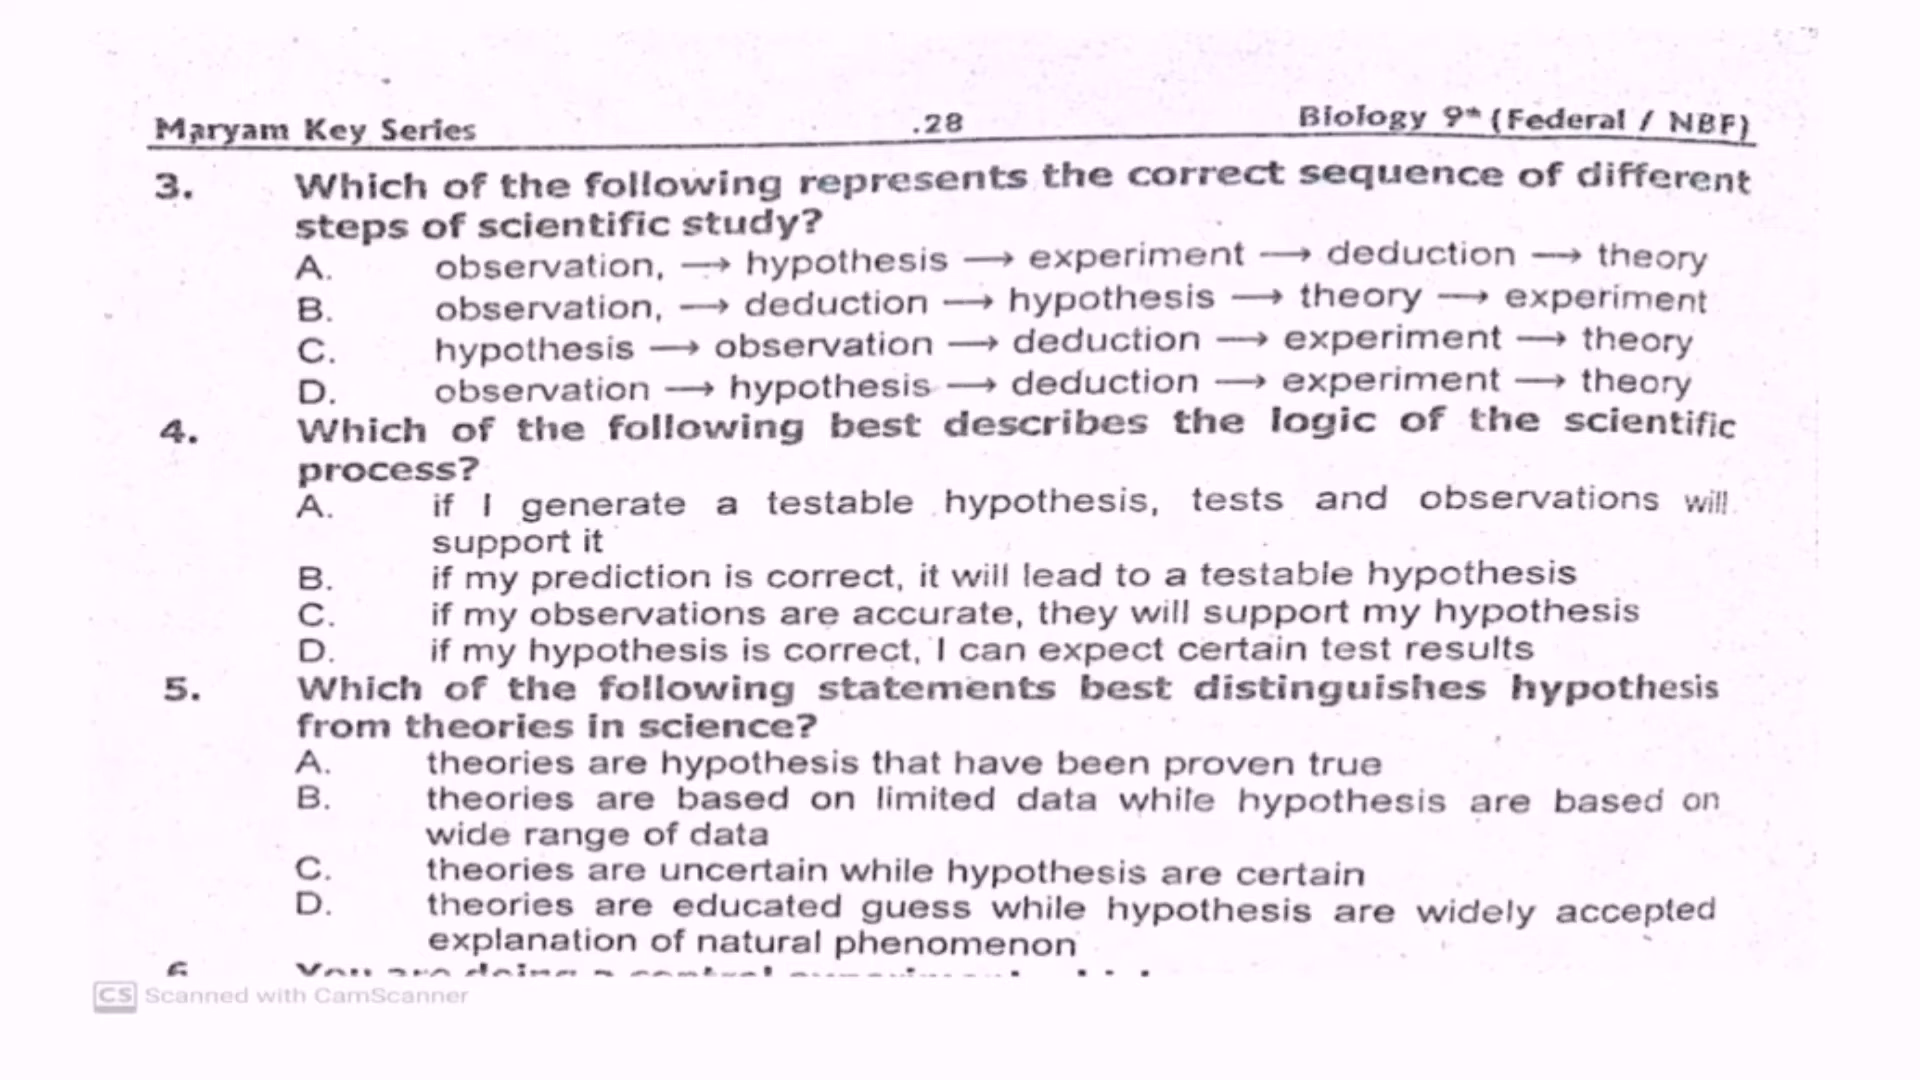 Maryam Key Series .28 Biology 9th (Federal / NBF)
3. Which of the following represents the correct sequence of different
steps of scientific study?
A. observation, → hypothesis → experiment → deduction → theory
B. observation, → deduction → hypothesis → theory → experiment
C. hypothesis → observation → deduction → experiment → theory
D. observation → hypothesis → deduction → experiment → theory
4. Which of the following best describes the logic of the scientific
process?
A. if I generate a testable hypothesis, tests and observations will
support it
B. if my prediction is correct, it will lead to a testable hypothesis
C. if my observations are accurate, they will support my hypothesis
D. if my hypothesis is correct, I can expect certain test results
5. Which of the following statements best distinguishes hypothesis
from theories in science?
A. theories are hypothesis that have been proven true
B. theories are based on limited data while hypothesis are based on
wide range of data
C. theories are uncertain while hypothesis are certain
D. theories are educated guess while hypothesis are widely accepted
explanation of natural phenomenon
6. You are doing a control
CS Scanned with CamScanner